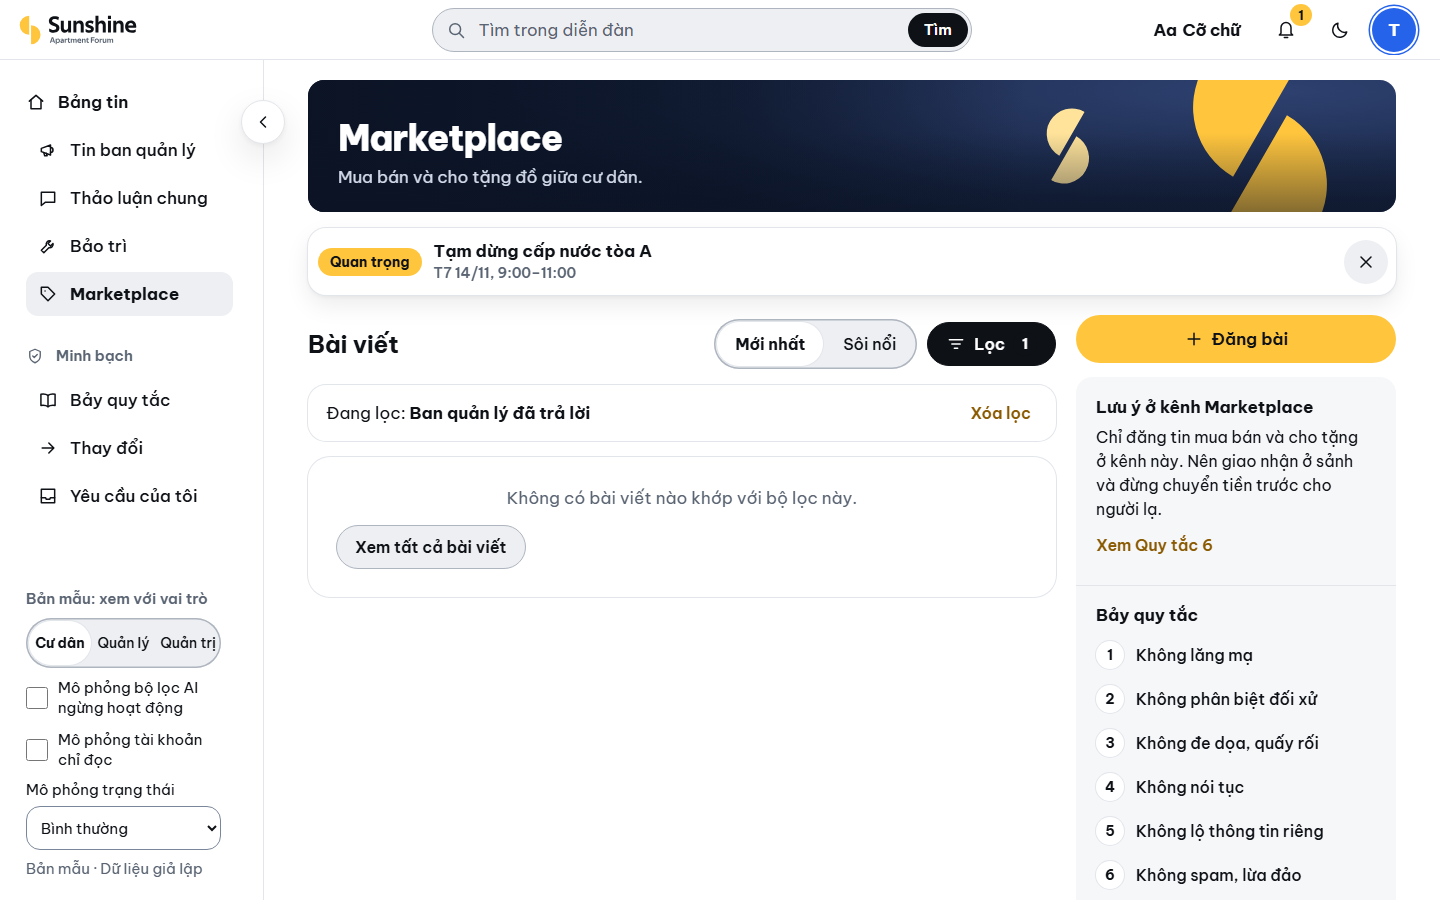 Sunshine
Apartment Forum
Tìm trong diễn đàn
Tìm
Aa Cỡ chữ
1
T
Bảng tin
Tin ban quản lý
Thảo luận chung
Bảo trì
Marketplace
Minh bạch
Bảy quy tắc
Thay đổi
Yêu cầu của tôi
Bản mẫu: xem với vai trò
Cư dân
Quản lý
Quản trị
Mô phỏng bộ lọc AI
ngừng hoạt động
Mô phỏng tài khoản
chỉ đọc
Mô phỏng trạng thái
Bình thường
Bản mẫu · Dữ liệu giả lập
Marketplace
Mua bán và cho tặng đồ giữa cư dân.
Quan trọng
Tạm dừng cấp nước tòa A
T7 14/11, 9:00–11:00
Bài viết
Mới nhất
Sôi nổi
Lọc 1
Đang lọc: Ban quản lý đã trả lời
Xóa lọc
Không có bài viết nào khớp với bộ lọc này.
Xem tất cả bài viết
Đăng bài
Lưu ý ở kênh Marketplace
Chỉ đăng tin mua bán và cho tặng
ở kênh này. Nên giao nhận ở sảnh
và đừng chuyển tiền trước cho
người lạ.
Xem Quy tắc 6
Bảy quy tắc
1 Không lăng mạ
2 Không phân biệt đối xử
3 Không đe dọa, quấy rối
4 Không nói tục
5 Không lộ thông tin riêng
6 Không spam, lừa đảo